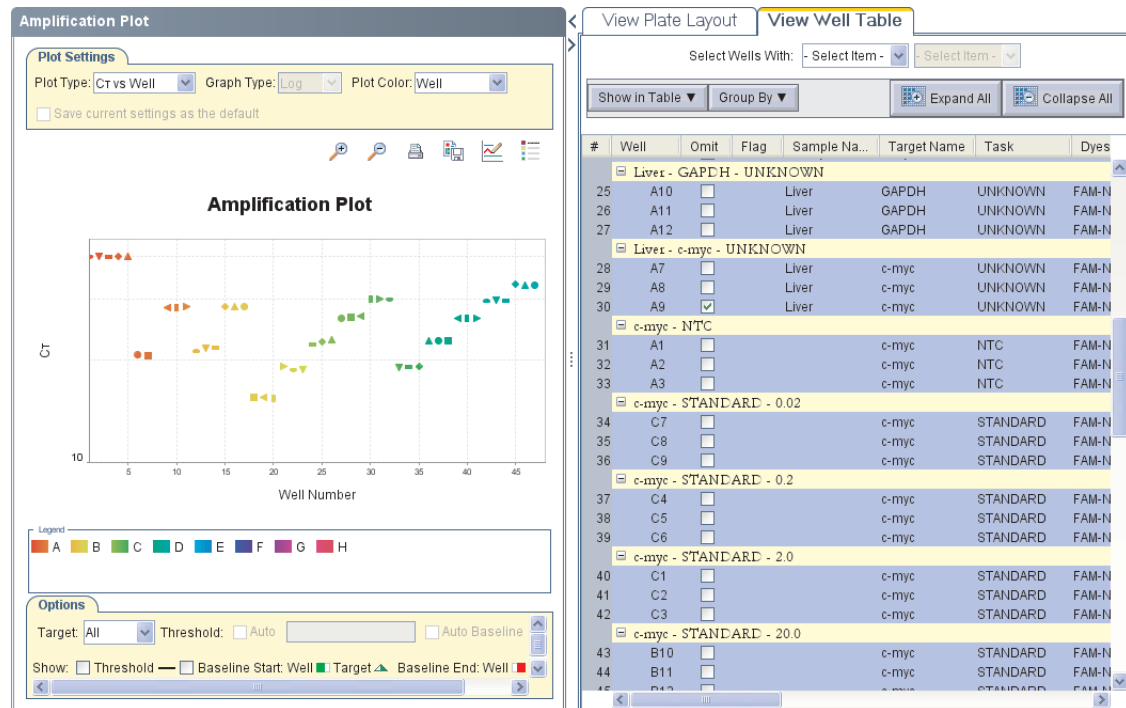 Amplification Plot
Plot Settings
Plot Type: CT vs Well Graph Type: Log Plot Color: Well
Save current settings as the default
Amplification Plot
CT
10
5 10 15 20 25 30 35 40 45
Well Number
Legend
A B C D E F G H
Options
Target: All Threshold: Auto Auto Baseline
Show: Threshold Baseline Start: Well Target Baseline End: Well
View Plate Layout View Well Table
Select Wells With: - Select Item - - Select Item -
Show in Table ▼ Group By ▼ Expand All Collapse All
# Well Omit Flag Sample Na... Target Name Task Dyes
Liver - GAPDH - UNKNOWN
25 A10 Liver GAPDH UNKNOWN FAM-N
26 A11 Liver GAPDH UNKNOWN FAM-N
27 A12 Liver GAPDH UNKNOWN FAM-N
Liver - c-myc - UNKNOWN
28 A7 Liver c-myc UNKNOWN FAM-N
29 A8 Liver c-myc UNKNOWN FAM-N
30 A9 Liver c-myc UNKNOWN FAM-N
c-myc - NTC
31 A1 c-myc NTC FAM-N
32 A2 c-myc NTC FAM-N
33 A3 c-myc NTC FAM-N
c-myc - STANDARD - 0.02
34 C7 c-myc STANDARD FAM-N
35 C8 c-myc STANDARD FAM-N
36 C9 c-myc STANDARD FAM-N
c-myc - STANDARD - 0.2
37 C4 c-myc STANDARD FAM-N
38 C5 c-myc STANDARD FAM-N
39 C6 c-myc STANDARD FAM-N
c-myc - STANDARD - 2.0
40 C1 c-myc STANDARD FAM-N
41 C2 c-myc STANDARD FAM-N
42 C3 c-myc STANDARD FAM-N
c-myc - STANDARD - 20.0
43 B10 c-myc STANDARD FAM-N
44 B11 c-myc STANDARD FAM-N
45 B12 c-myc STANDARD FAM-N